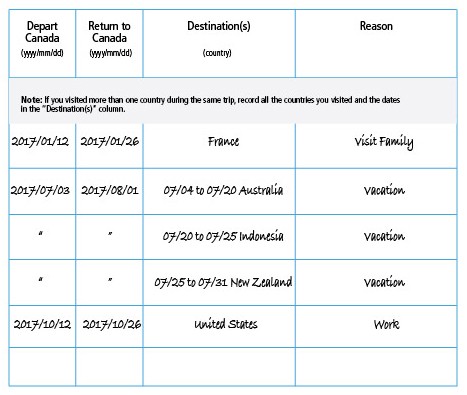 Depart Canada (yyyy/mm/dd) Return to Canada (yyyy/mm/dd) Destination(s) (country) Reason
Note: If you visited more than one country during the same trip, record all the countries you visited and the dates
in the "Destination(s)" column.
2017/01/12 2017/01/26 France Visit Family
2017/07/03 2017/08/01 07/04 to 07/20 Australia Vacation
" " 07/20 to 07/25 Indonesia Vacation
" " 07/25 to 07/31 New Zealand Vacation
2017/10/12 2017/10/26 United States Work